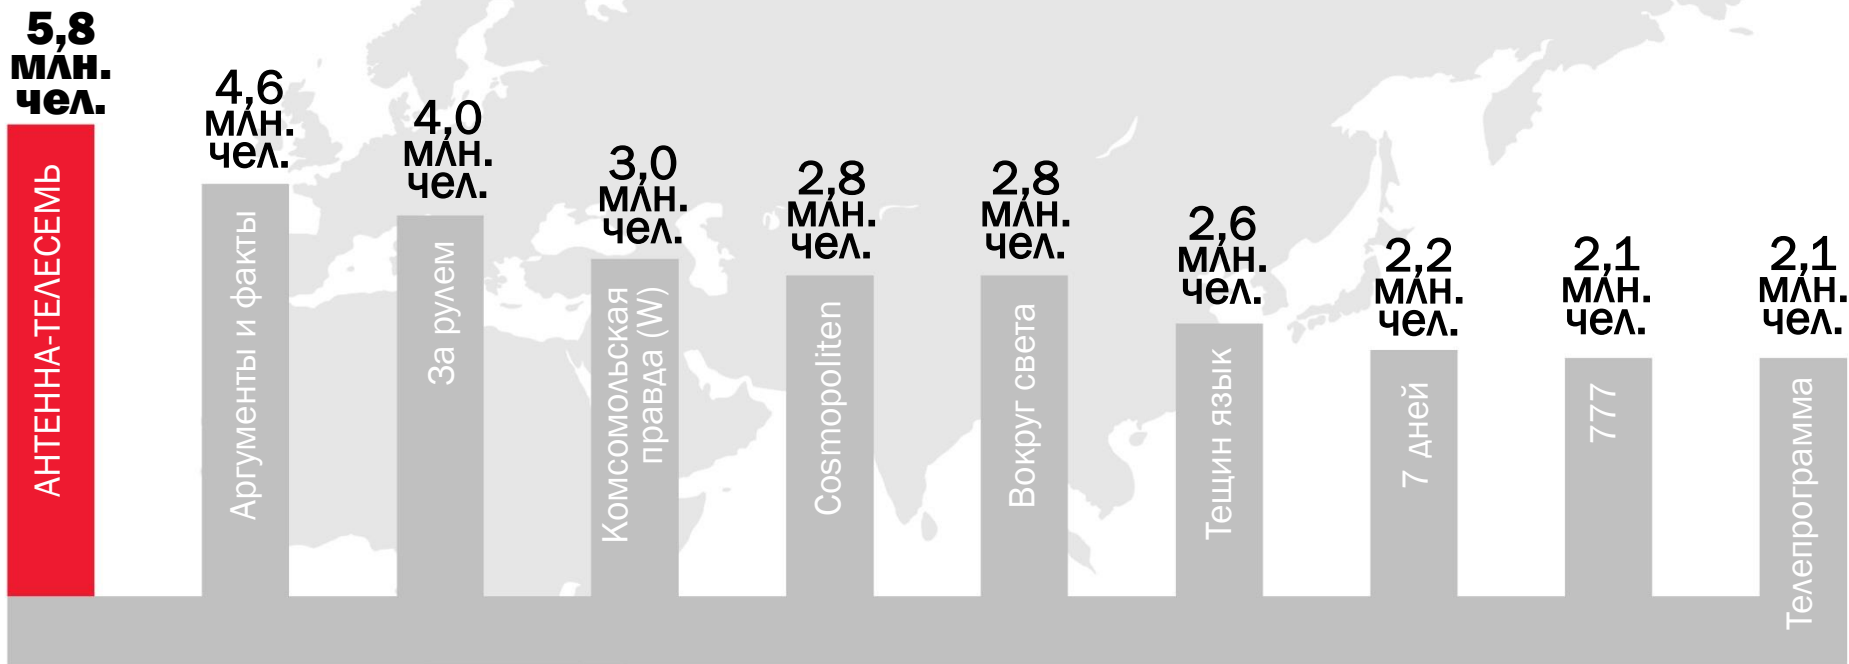 5,8
млн.
чел.
АНТЕННА-ТЕЛЕСЕМЬ
4,6
млн.
чел.
Аргументы и факты
4,0
млн.
чел.
За рулем
3,0
млн.
чел.
Комсомольская
правда (W)
2,8
млн.
чел.
Cosmopoliten
2,8
млн.
чел.
Вокруг света
2,6
млн.
чел.
Тещин язык
2,2
млн.
чел.
7 дней
2,1
млн.
чел.
777
2,1
млн.
чел.
Телепрограмма